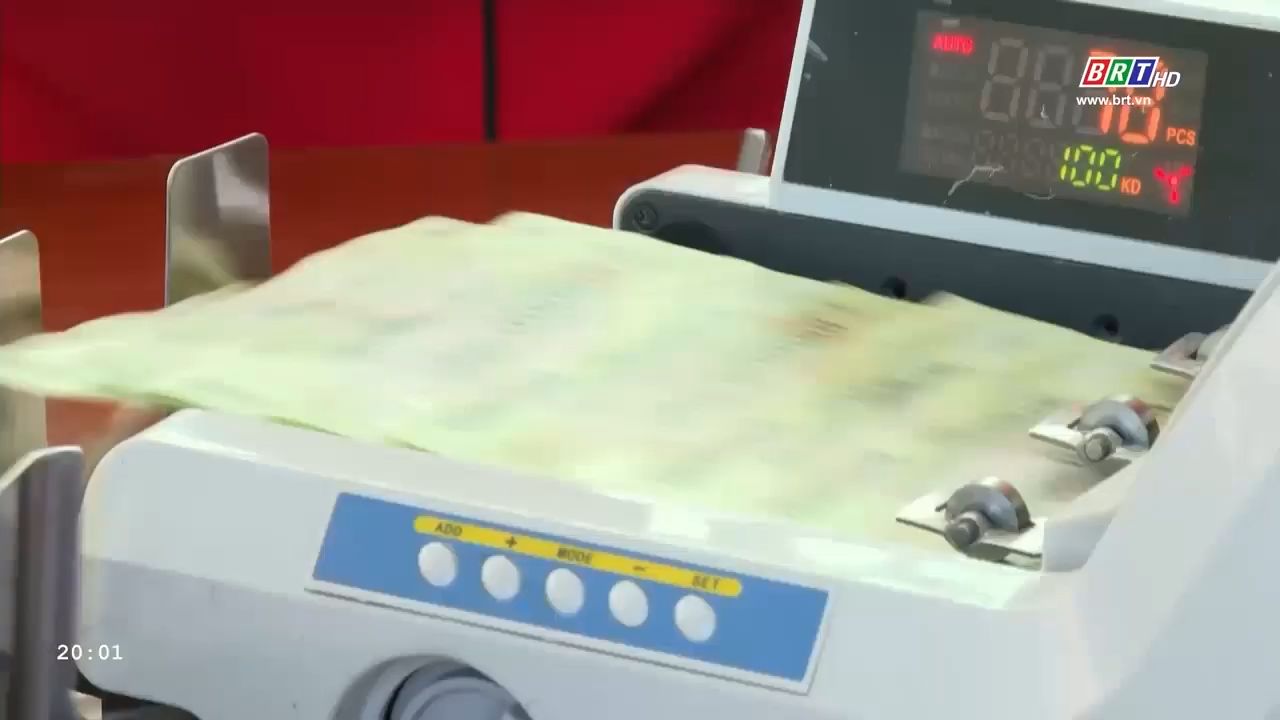 AUTO
BRT HD
www.brt.vn
PCS
100 KD
ADD + MODE - SET
20:01